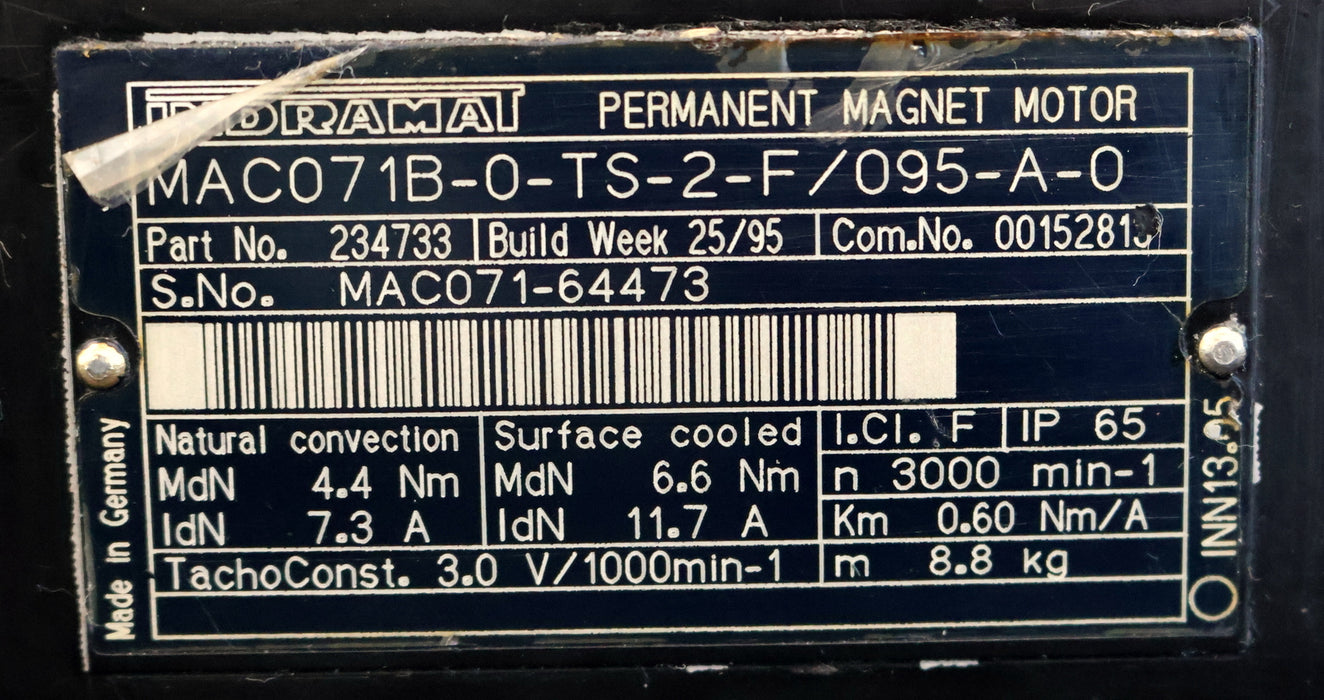 INDRAMAT PERMANENT MAGNET MOTOR
MAC071B-0-TS-2-F/095-A-0
Part No. 234733 Build Week 25/95 Com.No.
S.No. MAC071-64473
Natural convection Surface cooled I.Cl. F IP 65
MdN 4.4 Nm MdN 6.6 Nm n 3000 min-1
IdN 7.3 A IdN 11.7 A Km 0.60 Nm/A
TachoConst. 3.0 V/1000min-1 m 8.8 kg
Made in Germany
INN13.95